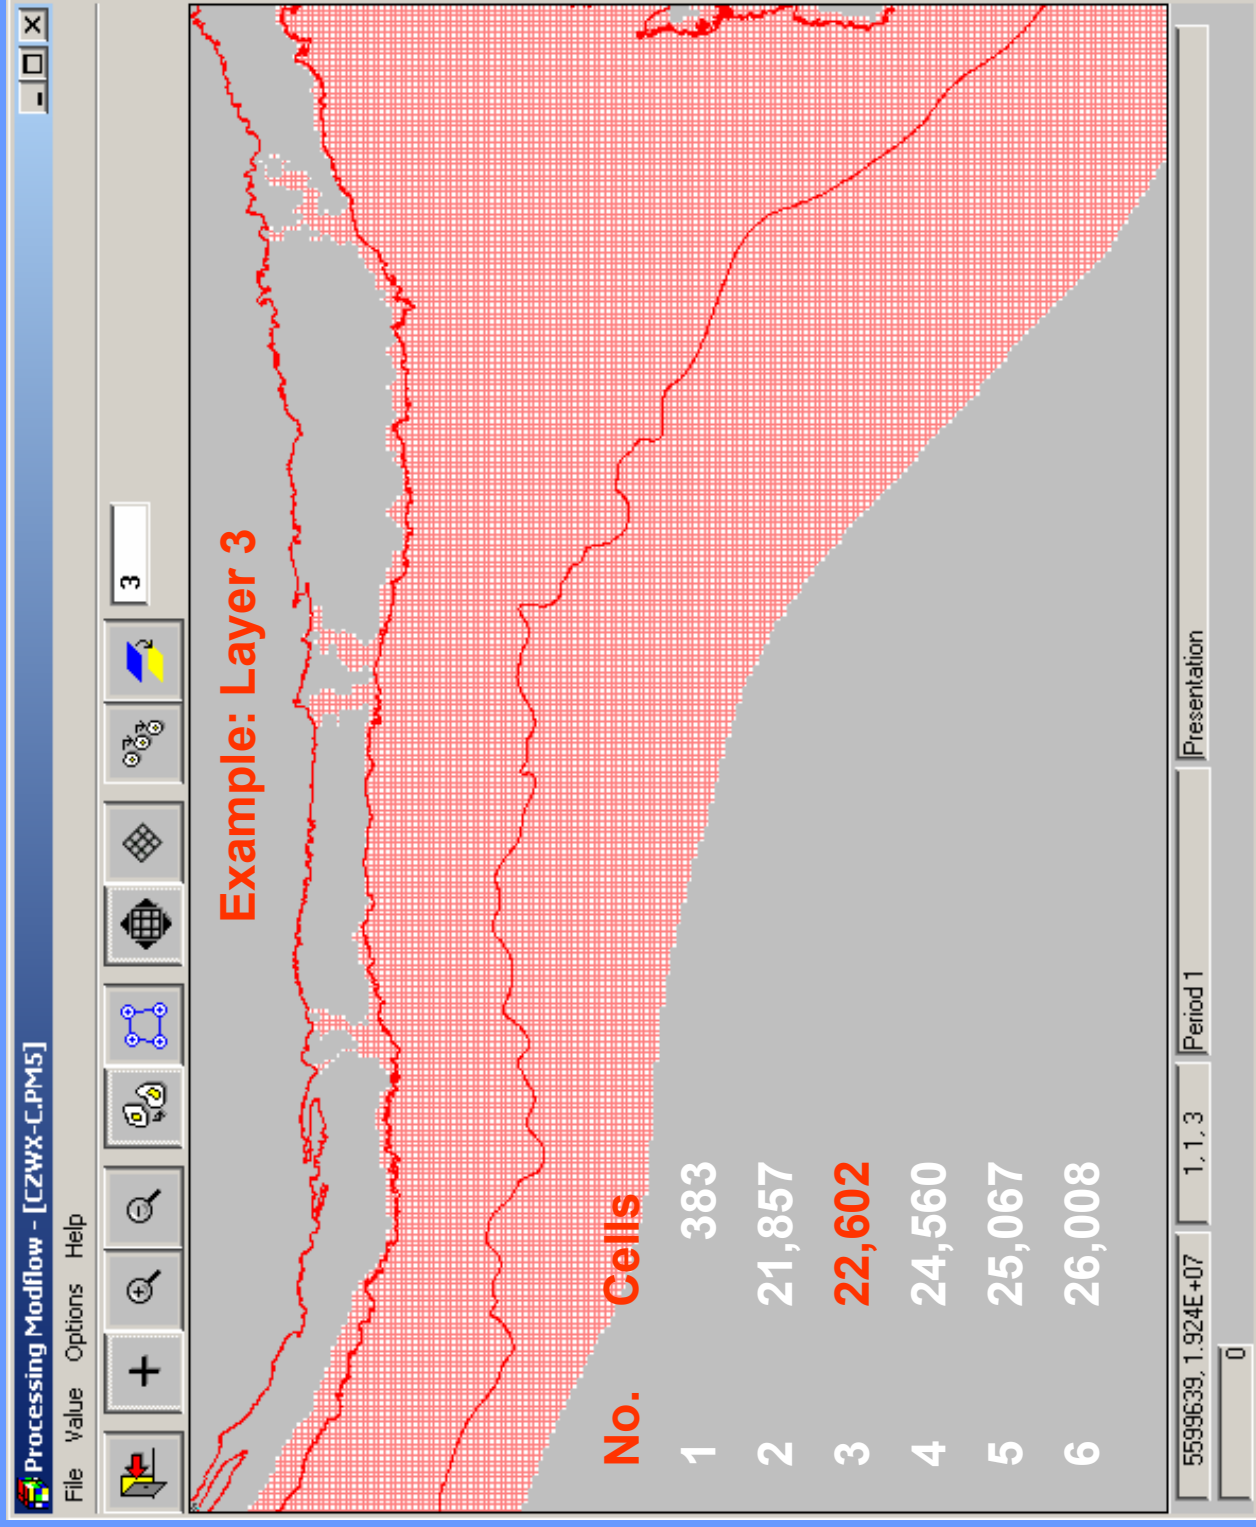 Processing Modflow - [CZWX-C.PM5]
File Value Options Help
3
Example: Layer 3
No. Cells
1 383
2 21,857
3 22,602
4 24,560
5 25,067
6 26,008
5599639, 1.924E+07 1, 1, 3 Period 1 Presentation
0